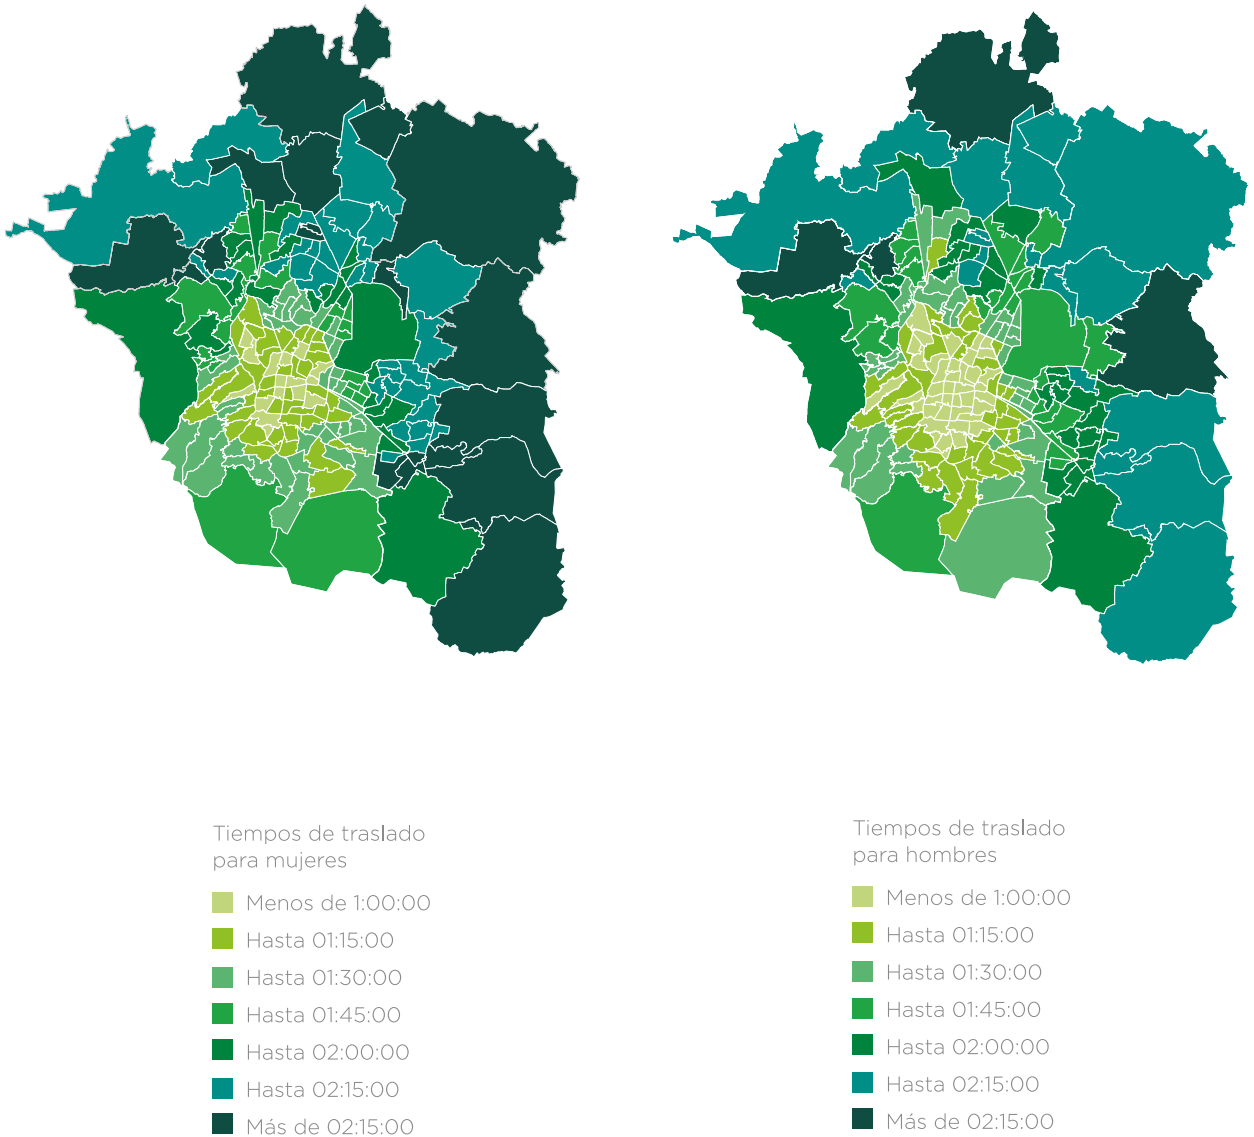 Tiempos de traslado
para mujeres
Menos de 1:00:00
Hasta 01:15:00
Hasta 01:30:00
Hasta 01:45:00
Hasta 02:00:00
Hasta 02:15:00
Más de 02:15:00
Tiempos de traslado
para hombres
Menos de 1:00:00
Hasta 01:15:00
Hasta 01:30:00
Hasta 01:45:00
Hasta 02:00:00
Hasta 02:15:00
Más de 02:15:00